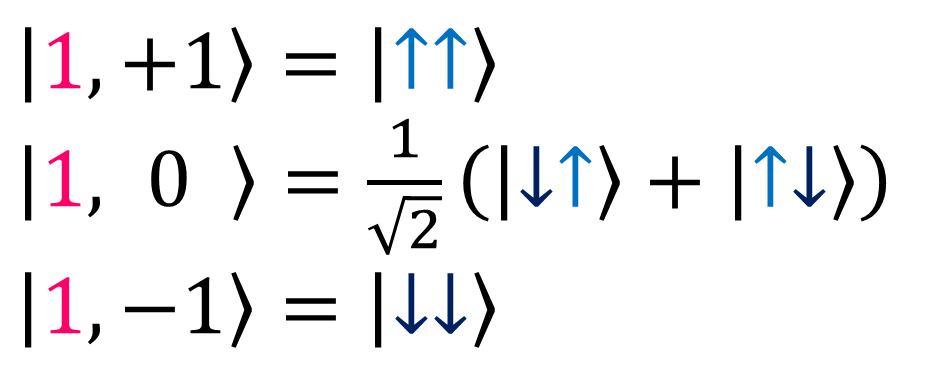 |1, +1⟩ = |↑↑⟩
|1, 0 ⟩ = 1/√2 (|↓↑⟩ + |↑↓⟩)
|1, −1⟩ = |↓↓⟩